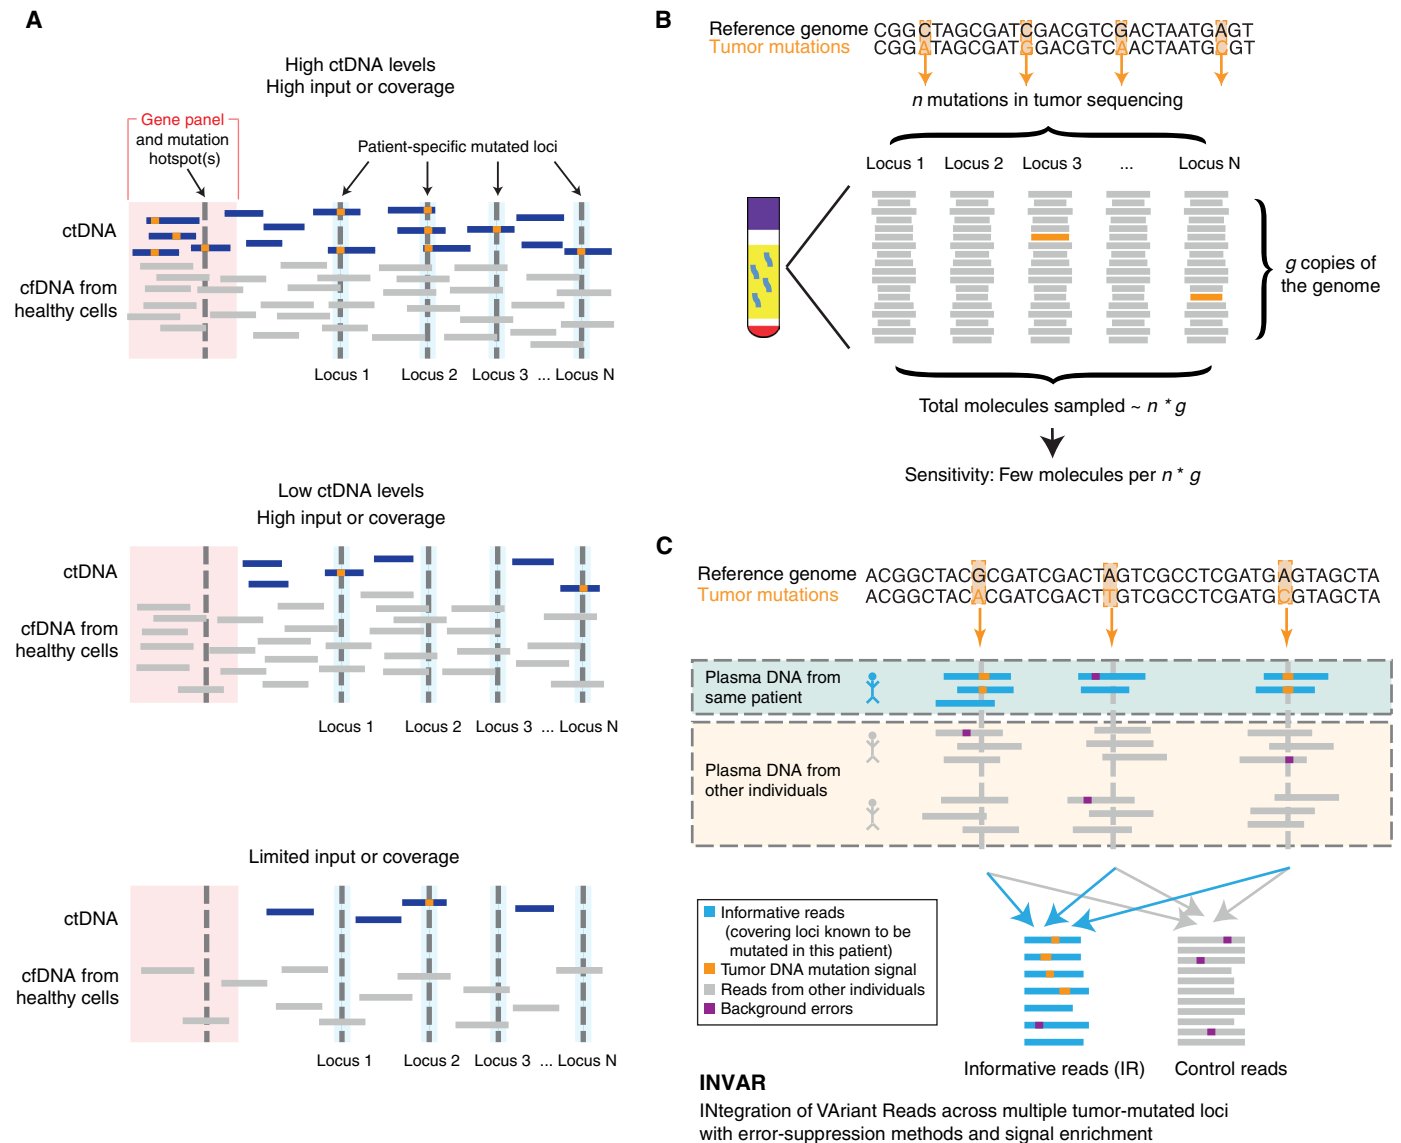 A
High ctDNA levels
High input or coverage
Gene panel
and mutation
hotspot(s)
Patient-specific mutated loci
ctDNA
cfDNA from
healthy cells
Locus 1 Locus 2 Locus 3 ... Locus N
Low ctDNA levels
High input or coverage
ctDNA
cfDNA from
healthy cells
Locus 1 Locus 2 Locus 3 ... Locus N
Limited input or coverage
ctDNA
cfDNA from
healthy cells
Locus 1 Locus 2 Locus 3 ... Locus N
B
Reference genome CGGCTAGCGATCGACGTCGACTAATGAGT
Tumor mutations CGGATAGCGATGGACGTCAACTAATGCGT
n mutations in tumor sequencing
Locus 1 Locus 2 Locus 3 ... Locus N
g copies of
the genome
Total molecules sampled ~ n * g
Sensitivity: Few molecules per n * g
C
Reference genome ACGGCTACGCGATCGACTAGTCGCCTCGATGAGTAGCTA
Tumor mutations ACGGCTACACGATCGACTTGTCGCCTCGATGCGTAGCTA
Plasma DNA from
same patient
Plasma DNA from
other individuals
Informative reads
(covering loci known to be
mutated in this patient)
Tumor DNA mutation signal
Reads from other individuals
Background errors
Informative reads (IR) Control reads
INVAR
INtegration of VAriant Reads across multiple tumor-mutated loci
with error-suppression methods and signal enrichment